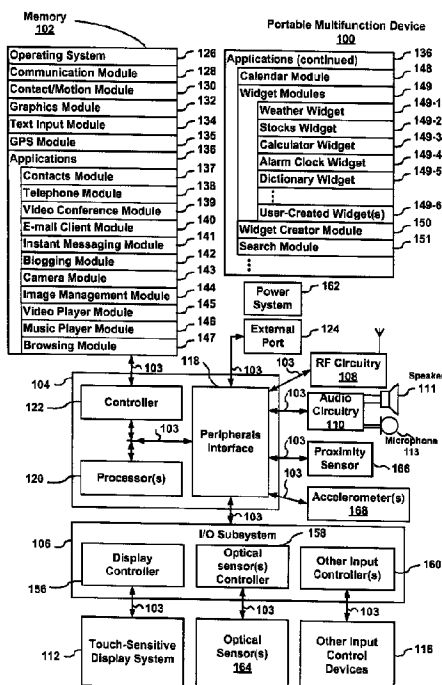 Memory
102
Operating System
126
Communication Module
128
Contact/Motion Module
130
Graphics Module
132
Text Input Module
134
GPS Module
135
Applications
136
Contacts Module
137
Telephone Module
138
Video Conference Module
139
E-mail Client Module
140
Instant Messaging Module
141
Blogging Module
142
Camera Module
143
Image Management Module
144
Video Player Module
145
Music Player Module
146
Browsing Module
147
Portable Multifunction Device
100
Applications (continued)
136
Calendar Module
148
Widget Modules
149
Weather Widget
149-1
Stocks Widget
149-2
Calculator Widget
149-3
Alarm Clock Widget
149-4
Dictionary Widget
149-5
User-Created Widget(s)
149-6
Widget Creator Module
150
Search Module
151
Power
System
162
External
Port
124
103
118
103
104
122
Controller
103
Peripherals
Interface
120
Processor(s)
103
RF Circuitry
108
Speaker
111
103
Audio
Circuitry
110
Microphone
113
103
Proximity
Sensor
166
103
Accelerometer(s)
168
103
106
I/O Subsystem
158
Display
Controller
156
Optical
sensor(s)
Controller
Other Input
Controller(s)
160
103
103
103
112
Touch-Sensitive
Display System
Optical
Sensor(s)
164
Other Input
Control
Devices
116